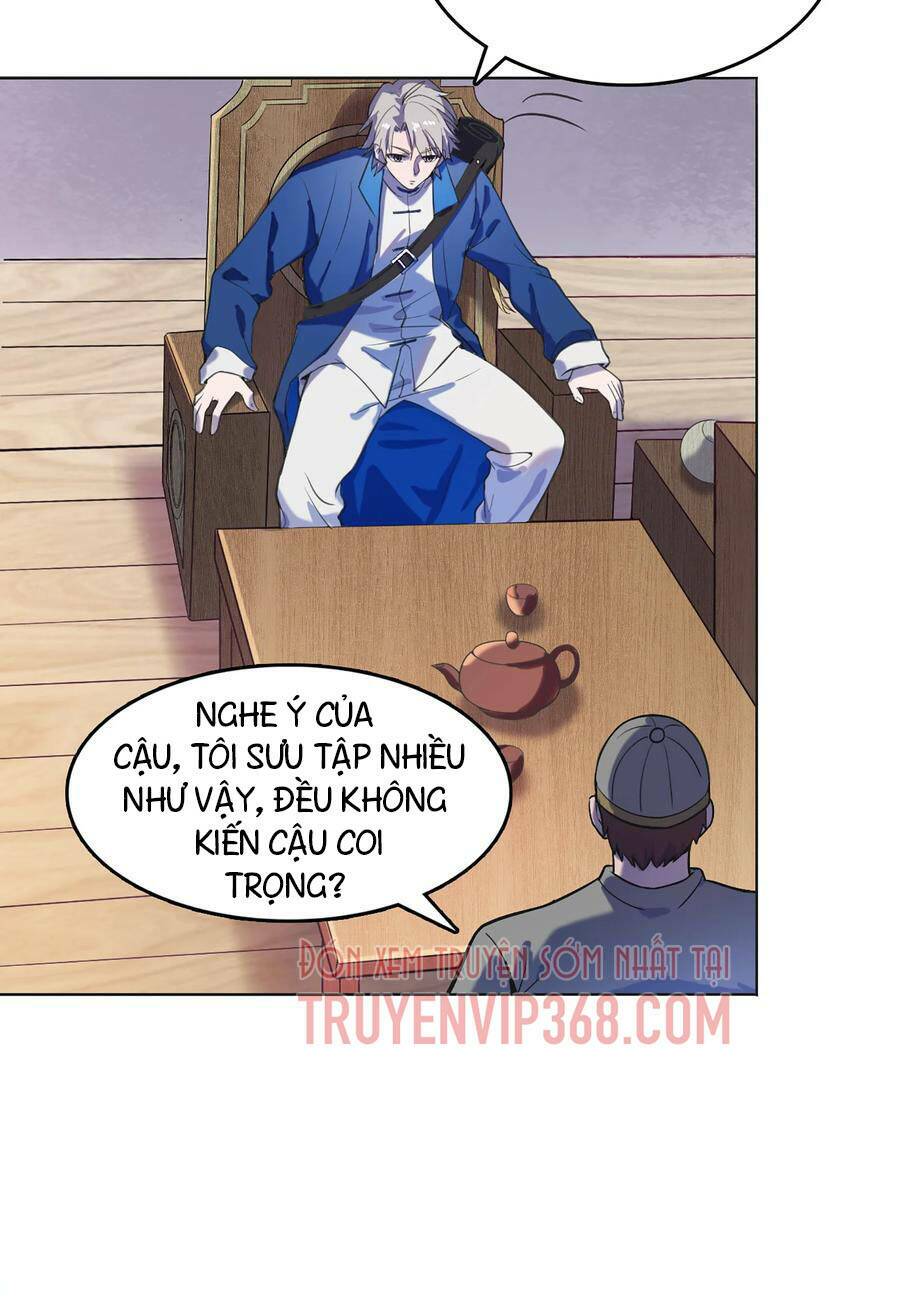 NGHE Ý CỦA
CẬU, TÔI SƯU TẬP NHIỀU
NHƯ VẬY, ĐỀU KHÔNG
KIẾN CẬU COI
TRỌNG?
ĐÓN XEM TRUYỆN SỚM NHẤT TẠI
TRUYENVIP368.COM